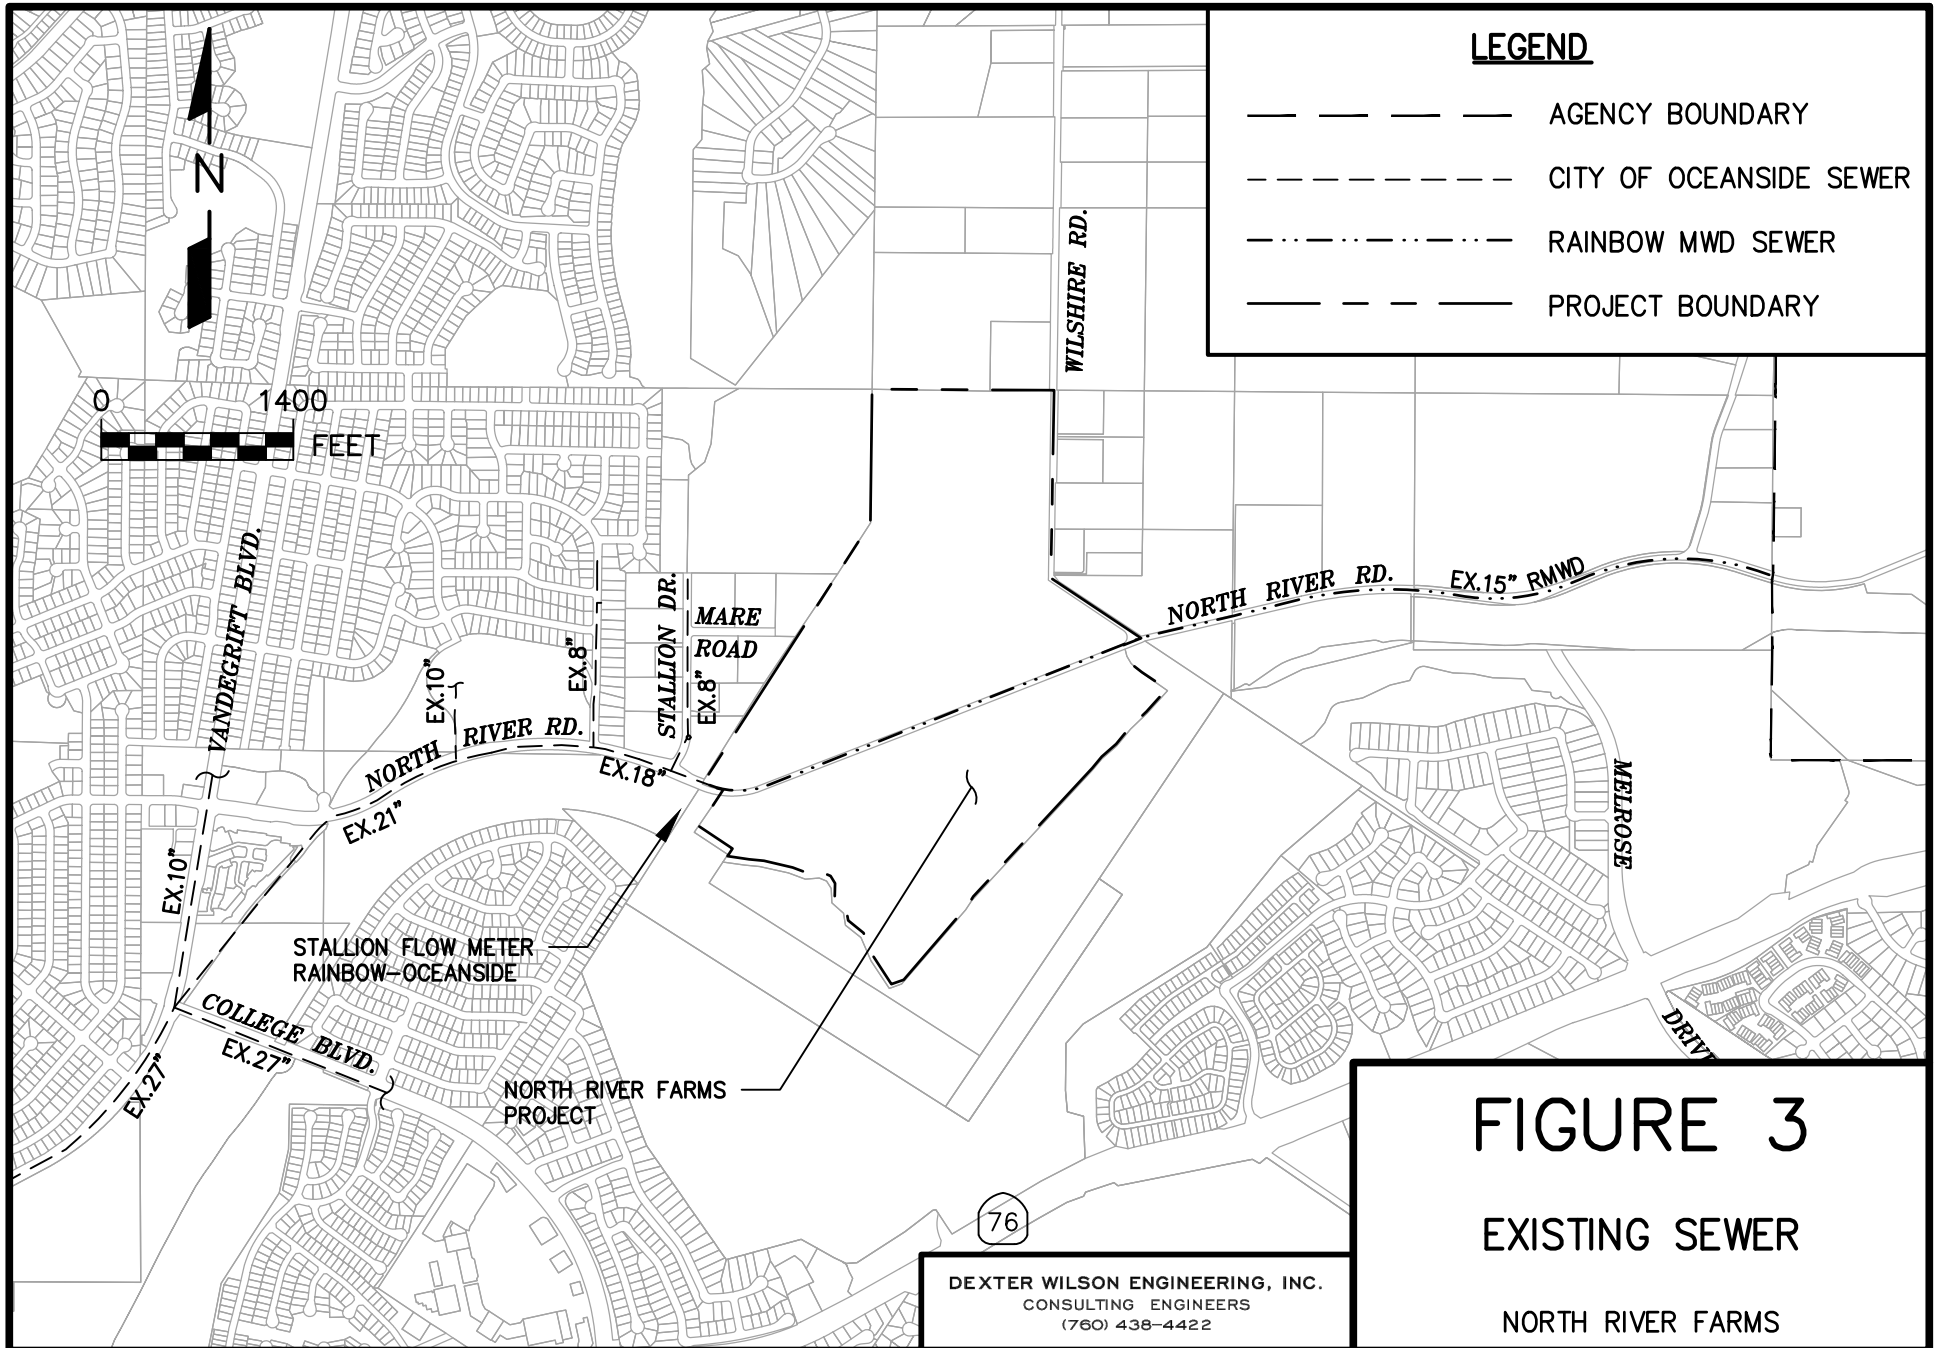 LEGEND
AGENCY BOUNDARY
CITY OF OCEANSIDE SEWER
RAINBOW MWD SEWER
PROJECT BOUNDARY
N
0 1400
FEET
WILSHIRE RD.
VANDEGRIFT BLVD.
STALLION DR.
MARE
ROAD
EX.8"
EX.8"
EX.10"
NORTH RIVER RD.
EX.18"
EX.21"
NORTH RIVER RD.
EX.15" RMWD
MELROSE
DRIV
EX.10"
STALLION FLOW METER
RAINBOW-OCEANSIDE
COLLEGE BLVD.
EX.27"
EX.27"
NORTH RIVER FARMS
PROJECT
76
DEXTER WILSON ENGINEERING, INC.
CONSULTING ENGINEERS
(760) 438-4422
FIGURE 3
EXISTING SEWER
NORTH RIVER FARMS